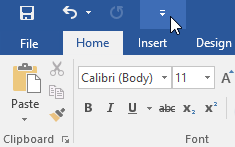 File Home Insert Design
Calibri (Body) 11 A
Paste B I U abc X₂ X²
Clipboard Font